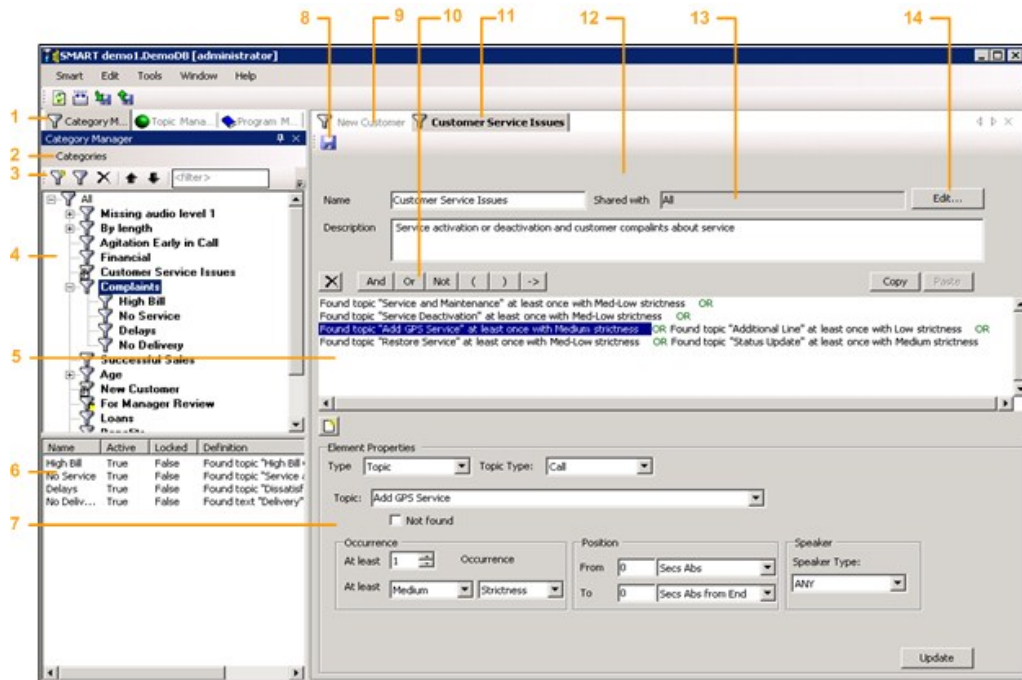 8 9 10 11 12 13 14
SMART demo1.DemoDB [administrator]
Smart Edit Tools Window Help
1
Category M... Topic Mana... Program M...
New Customer Customer Service Issues
Category Manager
2
Categories
3
<filter>
4
All
Missing audio level 1
By length
Agitation Early in Call
Financial
Customer Service Issues
Complaints
High Bill
No Service
Delays
No Delivery
Successful Sales
Age
New Customer
For Manager Review
Loans
Benefits
Name Customer Service Issues Shared with All Edit...
Description Service activation or deactivation and customer compalints about service
And Or Not ( ) -> Copy Paste
5
Found topic "Service and Maintenance" at least once with Med-Low strictness OR
Found topic "Service Deactivation" at least once with Med-Low strictness OR
Found topic "Add GPS Service" at least once with Medium strictness OR Found topic "Additional Line" at least once with Low strictness OR
Found topic "Restore Service" at least once with Med-Low strictness OR Found topic "Status Update" at least once with Medium strictness
6
Name Active Locked Definition
High Bill True False Found topic "High Bill
No Service True False Found topic "Service
Delays True False Found topic "Dissatisf
No Deliv... True False Found text "Delivery"
7
Element Properties
Type Topic Topic Type: Call
Topic: Add GPS Service
Not found
Occurrence
At least 1 Occurrence
At least Medium Strictness
Position
From 0 Secs Abs
To 0 Secs Abs from End
Speaker
Speaker Type:
ANY
Update